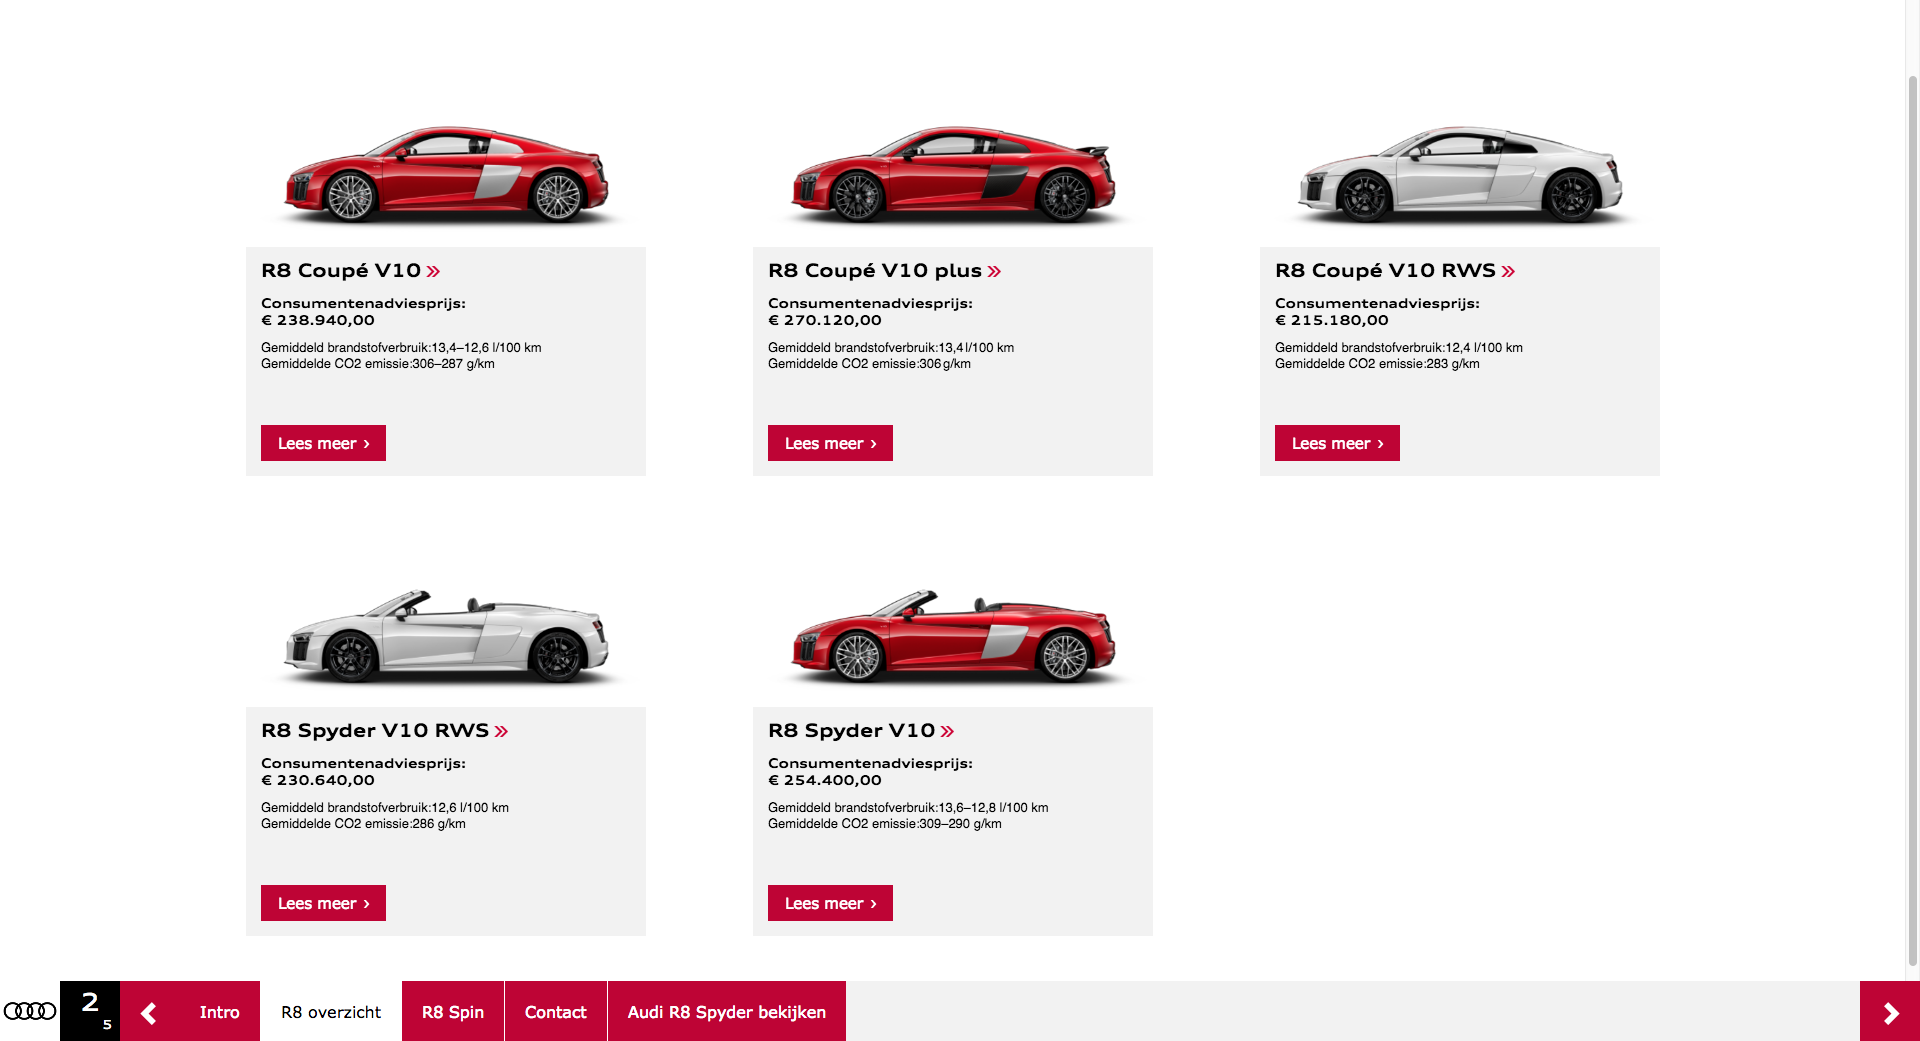 R8 Coupé V10 »
Consumentenadviesprijs:
€ 238.940,00
Gemiddeld brandstofverbruik:13,4–12,6 l/100 km
Gemiddelde CO2 emissie:306–287 g/km
Lees meer ›
R8 Coupé V10 plus »
Consumentenadviesprijs:
€ 270.120,00
Gemiddeld brandstofverbruik:13,4 l/100 km
Gemiddelde CO2 emissie:306 g/km
Lees meer ›
R8 Coupé V10 RWS »
Consumentenadviesprijs:
€ 215.180,00
Gemiddeld brandstofverbruik:12,4 l/100 km
Gemiddelde CO2 emissie:283 g/km
Lees meer ›
R8 Spyder V10 RWS »
Consumentenadviesprijs:
€ 230.640,00
Gemiddeld brandstofverbruik:12,6 l/100 km
Gemiddelde CO2 emissie:286 g/km
Lees meer ›
R8 Spyder V10 »
Consumentenadviesprijs:
€ 254.400,00
Gemiddeld brandstofverbruik:13,6–12,8 l/100 km
Gemiddelde CO2 emissie:309–290 g/km
Lees meer ›
2
5
Intro
R8 overzicht
R8 Spin
Contact
Audi R8 Spyder bekijken